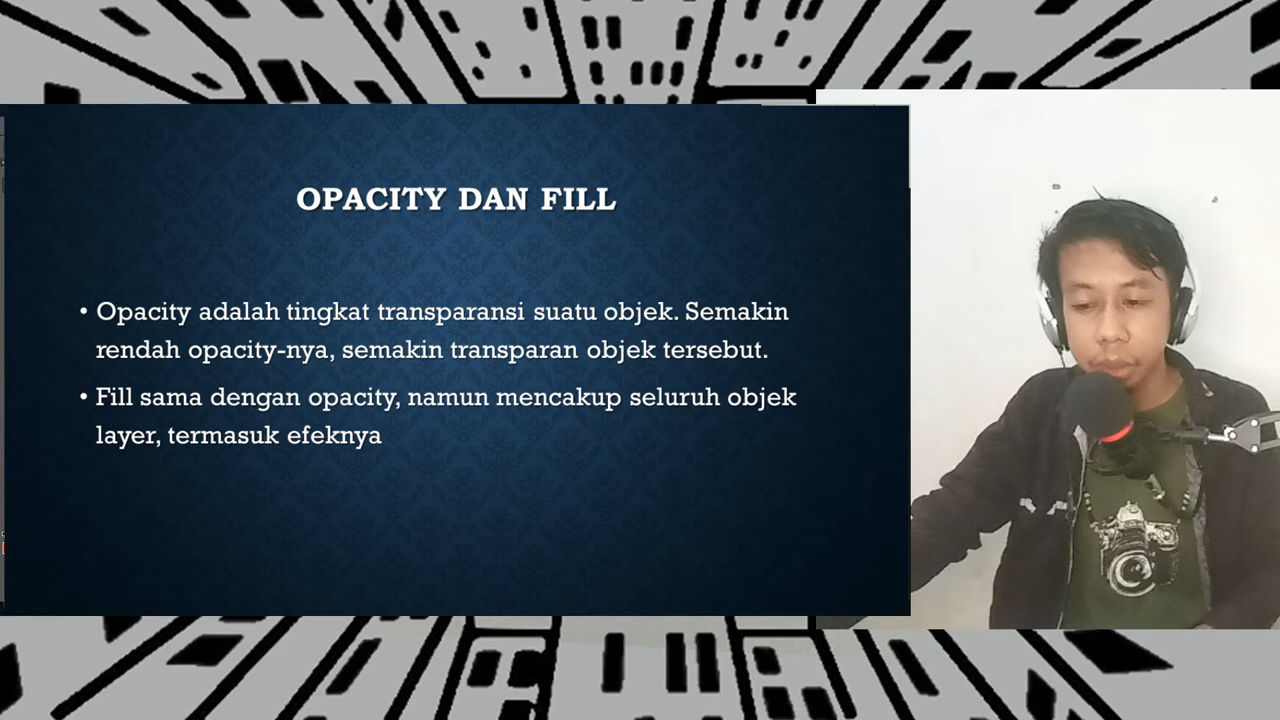 OPACITY DAN FILL
• Opacity adalah tingkat transparansi suatu objek. Semakin
rendah opacity-nya, semakin transparan objek tersebut.
• Fill sama dengan opacity, namun mencakup seluruh objek
layer, termasuk efeknya